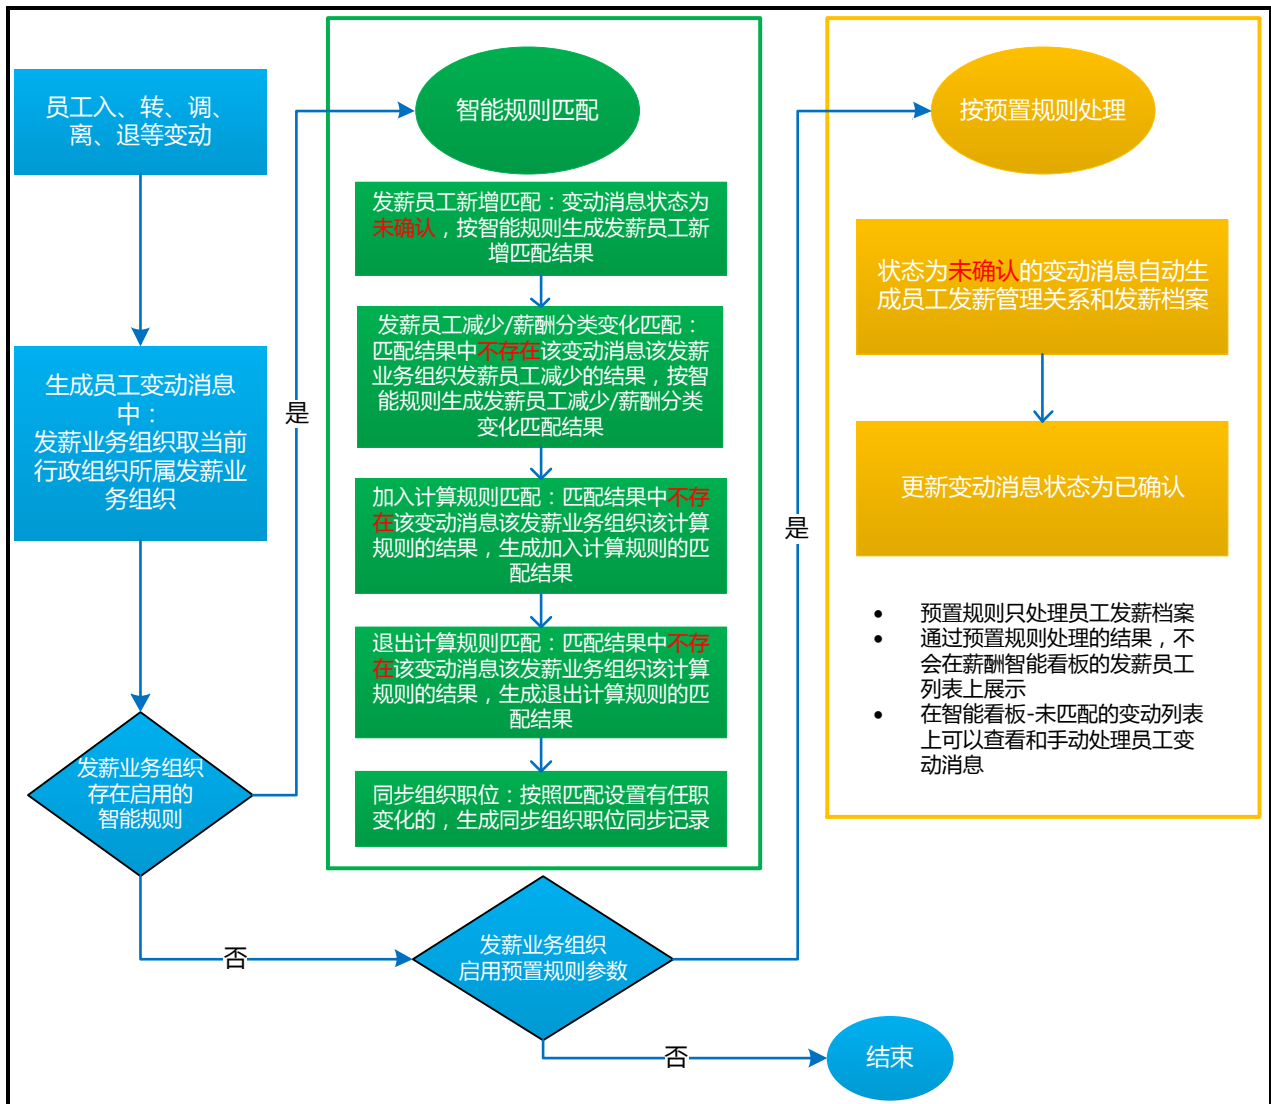 员工入、转、调、
离、退等变动
生成员工变动消息
中：
发薪业务组织取当前
行政组织所属发薪业
务组织
发薪业务组织
存在启用的
智能规则
是
否
智能规则匹配
发薪员工新增匹配：变动消息状态为
未确认，按智能规则生成发薪员工新
增匹配结果
发薪员工减少/薪酬分类变化匹配：
匹配结果中不存在该变动消息该发薪
业务组织发薪员工减少的结果，按智
能规则生成发薪员工减少/薪酬分类
变化匹配结果
加入计算规则匹配：匹配结果中不存
在该变动消息该发薪业务组织该计算
规则的结果，生成加入计算规则的匹
配结果
退出计算规则匹配：匹配结果中不存
在该变动消息该发薪业务组织该计算
规则的结果，生成退出计算规则的匹
配结果
同步组织职位：按照匹配设置有任职
变化的，生成同步组织职位同步记录
发薪业务组织
启用预置规则参数
是
否
按预置规则处理
状态为未确认的变动消息自动生
成员工发薪管理关系和发薪档案
更新变动消息状态为已确认
• 预置规则只处理员工发薪档案
• 通过预置规则处理的结果，不
会在薪酬智能看板的发薪员工
列表上展示
• 在智能看板-未匹配的变动列表
上可以查看和手动处理员工变
动消息
结束